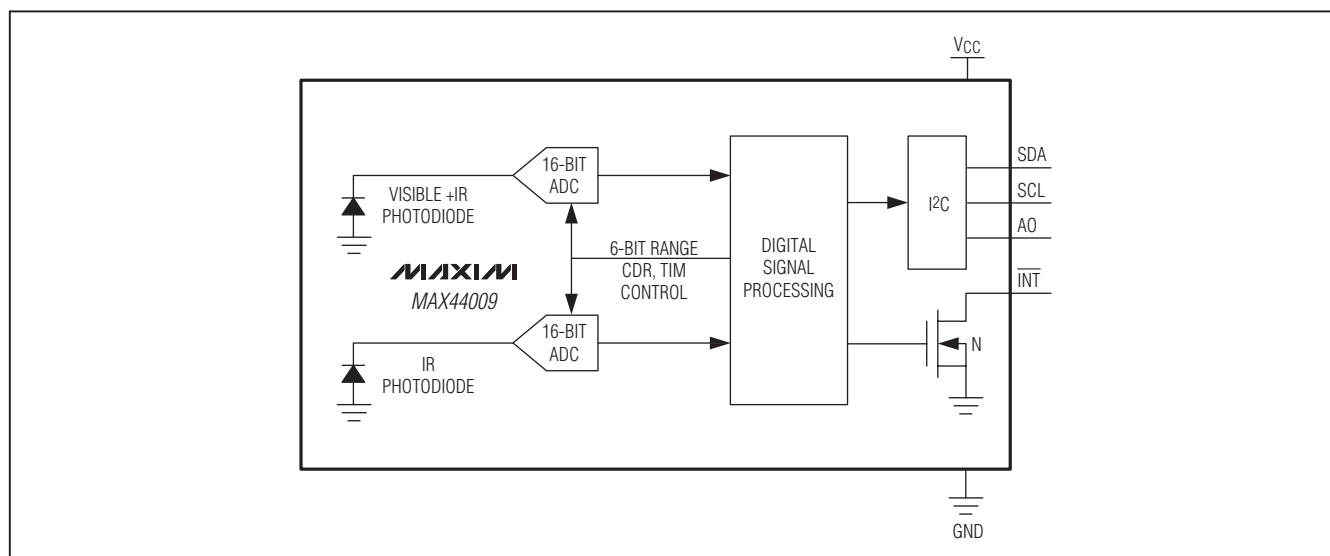 VCC
VISIBLE +IR
PHOTODIODE
16-BIT
ADC
6-BIT RANGE
CDR, TIM
CONTROL
MAXIM
MAX44009
16-BIT
ADC
IR
PHOTODIODE
DIGITAL
SIGNAL
PROCESSING
I²C
SDA
SCL
A0
INT
N
GND